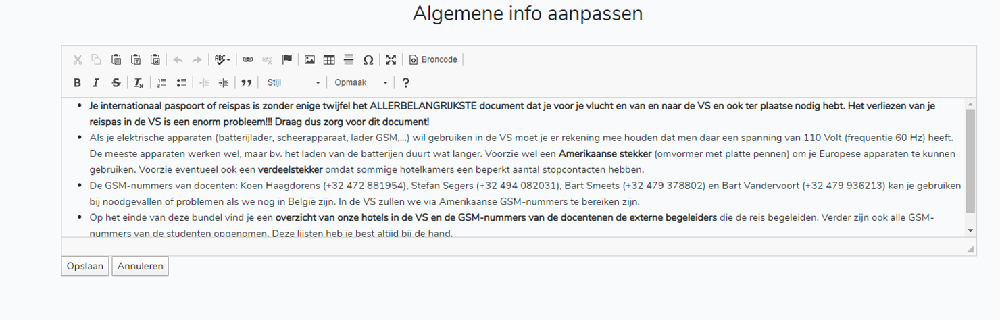 Algemene info aanpassen
Broncode
Stijl Opmaak
Je internationaal paspoort of reispas is zonder enige twijfel het ALLERBELANGRIJKSTE document dat je voor je vlucht en van en naar de VS en ook ter plaatse nodig hebt. Het verliezen van je
reispas in de VS is een enorm probleem!!! Draag dus zorg voor dit document!
Als je elektrische apparaten (batterijlader, scheerapparaat, lader GSM,...) wil gebruiken in de VS moet je er rekening mee houden dat men daar een spanning van 110 Volt (frequentie 60 Hz) heeft.
De meeste apparaten werken wel, maar bv. het laden van de batterijen duurt wat langer. Voorzie wel een Amerikaanse stekker (omvormer met platte pennen) om je Europese apparaten te kunnen
gebruiken. Voorzie eventueel ook een verdeelstekker omdat sommige hotelkamers een beperkt aantal stopcontacten hebben.
De GSM-nummers van docenten: Koen Haagdorens (+32 472 881954), Stefan Segers (+32 494 082031), Bart Smeets (+32 479 378802) en Bart Vandervoort (+32 479 936213) kan je gebruiken
bij noodgevallen of problemen als we nog in België zijn. In de VS zullen we via Amerikaanse GSM-nummers te bereiken zijn.
Op het einde van deze bundel vind je een overzicht van onze hotels in de VS en de GSM-nummers van de docentenen de externe begeleiders die de reis begeleiden. Verder zijn ook alle GSM-
nummers van de studenten opgenomen. Deze lijsten heb je best altijd bij de hand.
Opslaan Annuleren